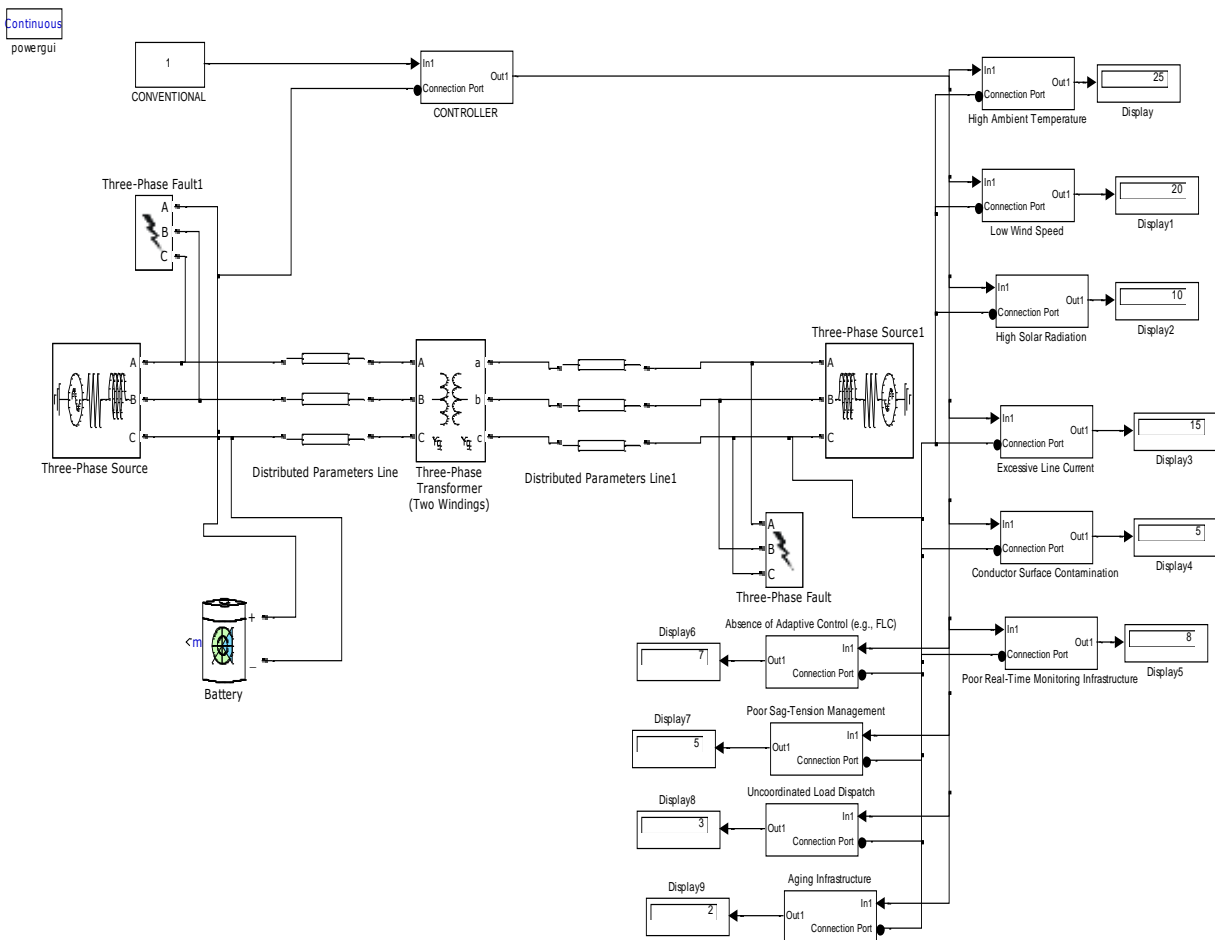 Continuous
powergui
1
CONVENTIONAL
In1
Connection Port
Out1
CONTROLLER
In1
Connection Port
Out1
High Ambient Temperature
25
Display
In1
Connection Port
Out1
Low Wind Speed
20
Display1
In1
Connection Port
Out1
High Solar Radiation
10
Display2
In1
Connection Port
Out1
Excessive Line Current
15
Display3
In1
Connection Port
Out1
Conductor Surface Contamination
5
Display4
In1
Connection Port
Out1
Poor Real-Time Monitoring Infrastructure
8
Display5
Three-Phase Fault1
A
B
C
A
B
C
Three-Phase Source
Distributed Parameters Line
A
B
C
a
b
c
Yg
Yg
Three-Phase
Transformer
(Two Windings)
Distributed Parameters Line1
Three-Phase Source1
A
B
C
A
B
C
Three-Phase Fault
+
_
<m
Battery
Absence of Adaptive Control (e.g., FLC)
In1
Out1
Connection Port
Display6
7
Poor Sag-Tension Management
In1
Out1
Connection Port
Display7
5
Uncoordinated Load Dispatch
In1
Out1
Connection Port
Display8
3
Aging Infrastructure
In1
Out1
Connection Port
Display9
2